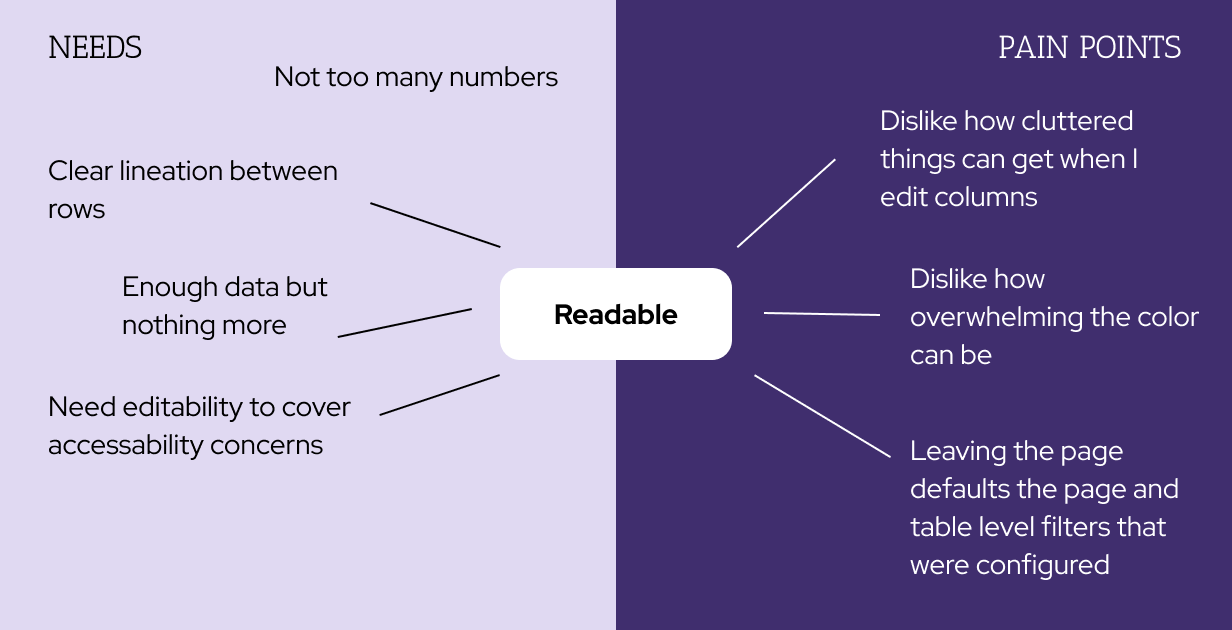 NEEDS
Not too many numbers
Clear lineation between
rows
Enough data but
nothing more
Need editability to cover
accessability concerns
Readable
PAIN POINTS
Dislike how cluttered
things can get when I
edit columns
Dislike how
overwhelming the color
can be
Leaving the page
defaults the page and
table level filters that
were configured